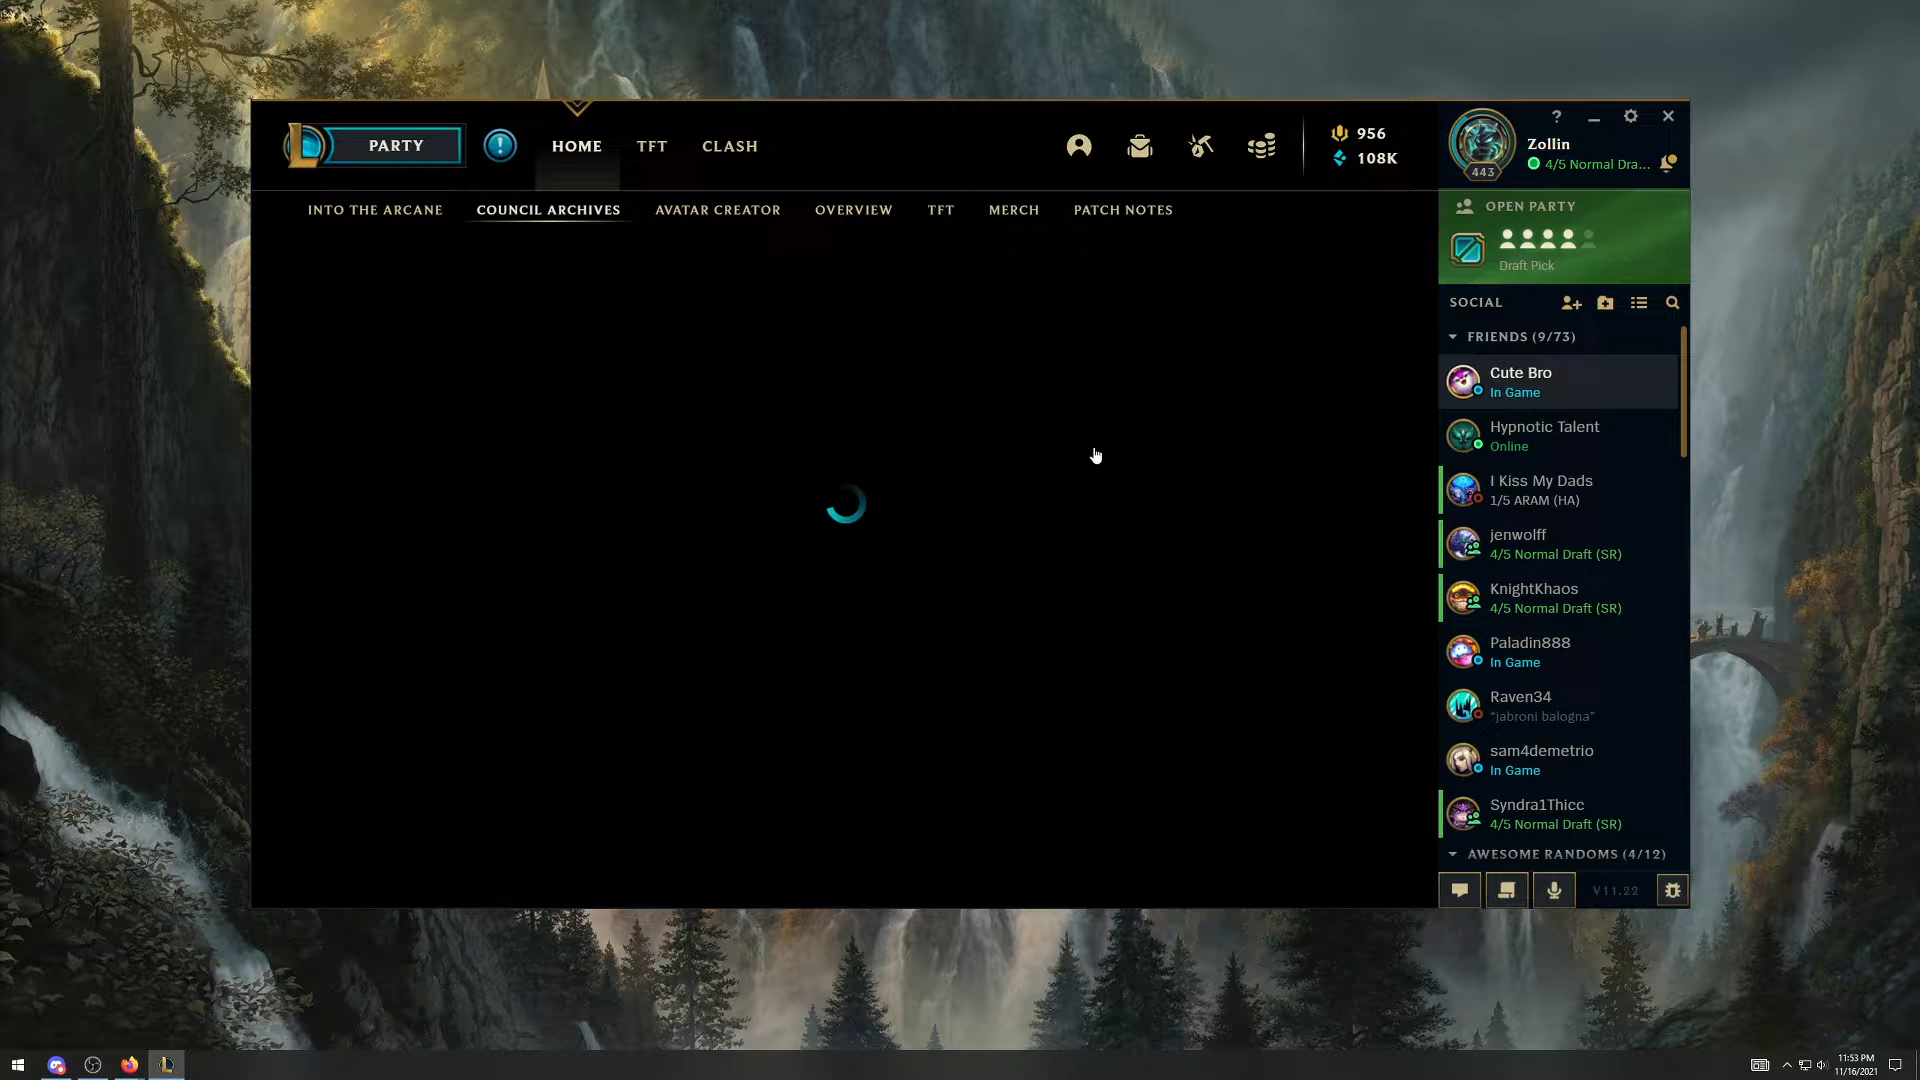 PARTY
HOME
TFT
CLASH
956
108K
443
?
Zollin
4/5 Normal Dra...
INTO THE ARCANE
COUNCIL ARCHIVES
AVATAR CREATOR
OVERVIEW
TFT
MERCH
PATCH NOTES
OPEN PARTY
Draft Pick
SOCIAL
FRIENDS (9/73)
Cute Bro
In Game
Hypnotic Talent
Online
I Kiss My Dads
1/5 ARAM (HA)
jenwolff
4/5 Normal Draft (SR)
KnightKhaos
4/5 Normal Draft (SR)
Paladin888
In Game
Raven34
“jabroni balogna”
sam4demetrio
In Game
Syndra1Thicc
4/5 Normal Draft (SR)
AWESOME RANDOMS (4/12)
V11.22
11:53 PM
11/16/2021